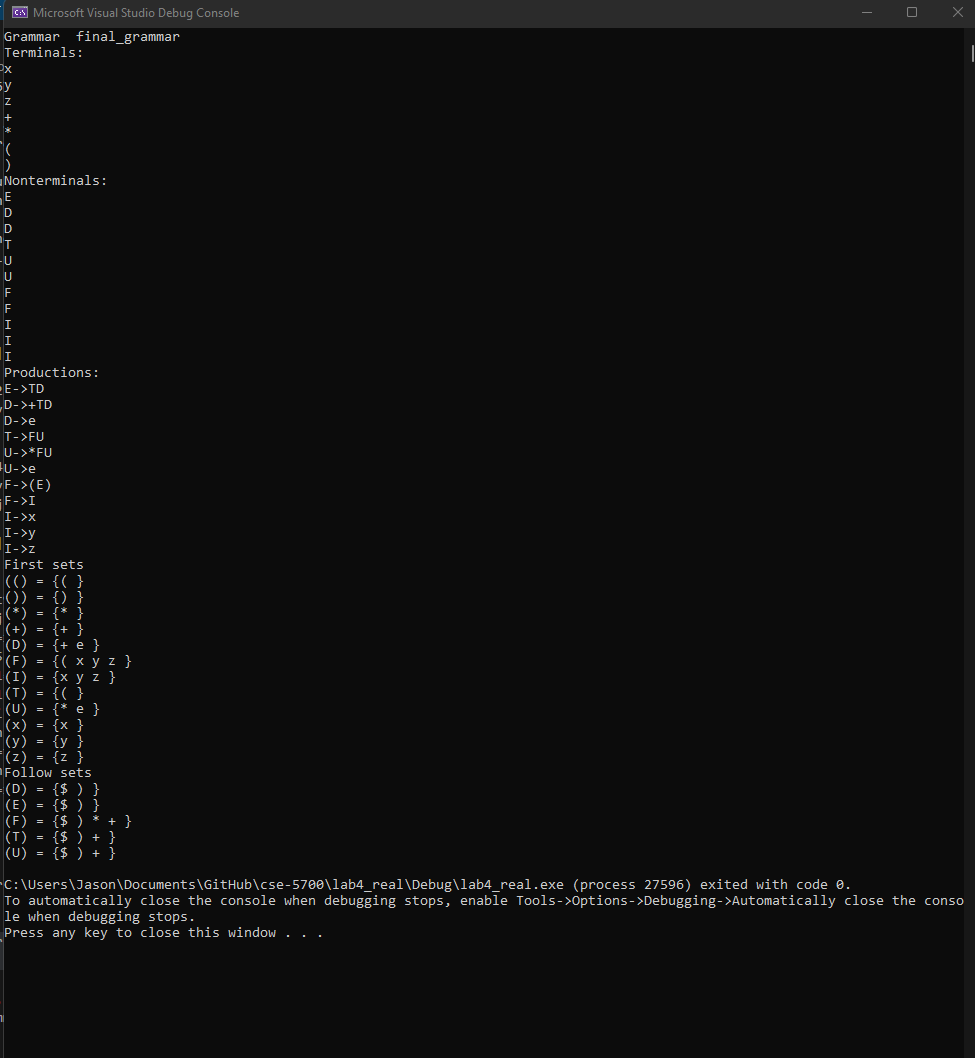 Microsoft Visual Studio Debug Console
Grammar  final_grammar
Terminals:
x
y
z
+
*
(
)
Nonterminals:
E
D
D
T
U
U
F
F
I
I
I
Productions:
E->TD
D->+TD
D->e
T->FU
U->*FU
U->e
F->(E)
F->I
I->x
I->y
I->z
First sets
(() = {( }
()) = {) }
(*) = {* }
(+) = {+ }
(D) = {+ e }
(F) = {( x y z }
(I) = {x y z }
(T) = {( }
(U) = {* e }
(x) = {x }
(y) = {y }
(z) = {z }
Follow sets
(D) = {$ ) }
(E) = {$ ) }
(F) = {$ ) * + }
(T) = {$ ) + }
(U) = {$ ) + }
C:\Users\Jason\Documents\GitHub\cse-5700\lab4_real\Debug\lab4_real.exe (process 27596) exited with code 0.
To automatically close the console when debugging stops, enable Tools->Options->Debugging->Automatically close the conso
le when debugging stops.
Press any key to close this window . . .